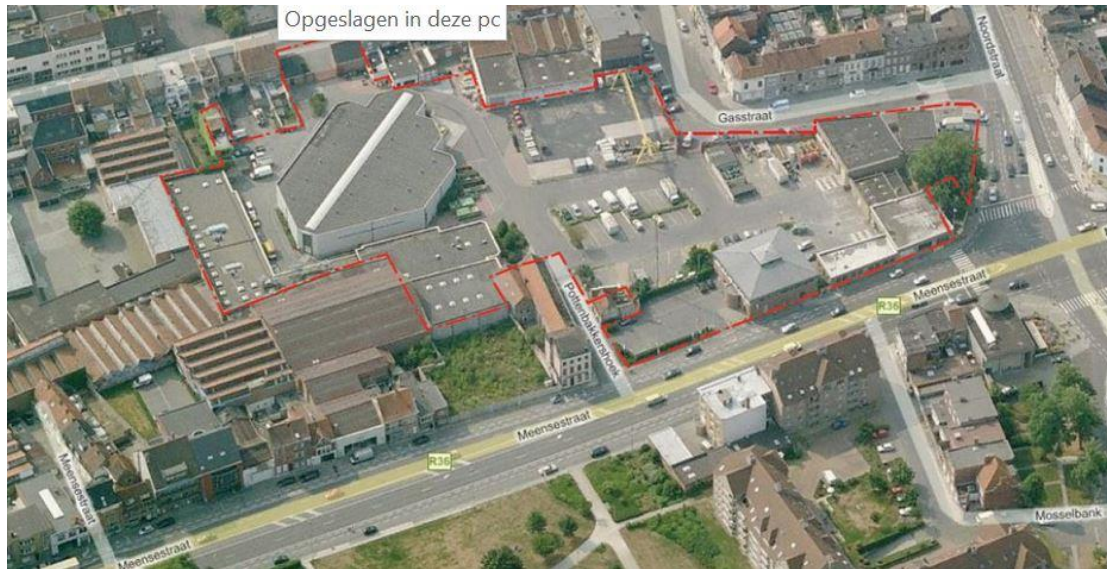 Opgeslagen in deze pc
Noordstraat
Gasstraat
Meensestraat
R36
Pottenbakkershoek
Meensestraat
R36
Meensestraat
Mosselbank
Meensestraat